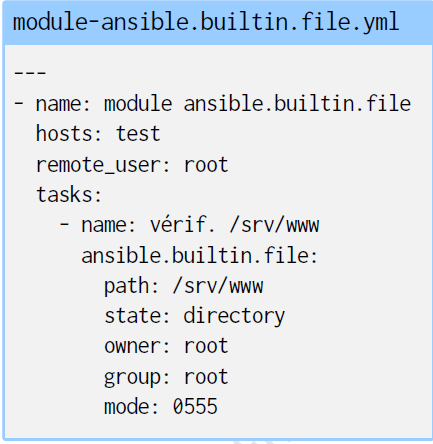 module-ansible.builtin.file.yml
---
- name: module ansible.builtin.file
  hosts: test
  remote_user: root
  tasks:
    - name: vérif. /srv/www
      ansible.builtin.file:
        path: /srv/www
        state: directory
        owner: root
        group: root
        mode: 0555